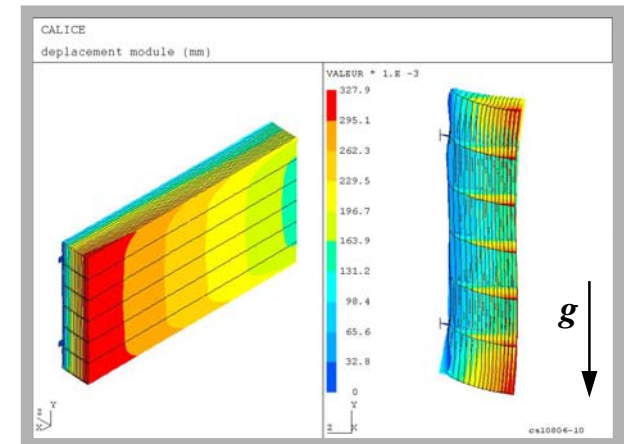 CALICE
deplacement module (mm)
VALEUR * 1.E -3
327.9
295.1
262.3
229.5
196.7
163.9
131.2
98.4
65.6
32.8
0
g
Y
Z
X
Y
Z
X
cs10806-10